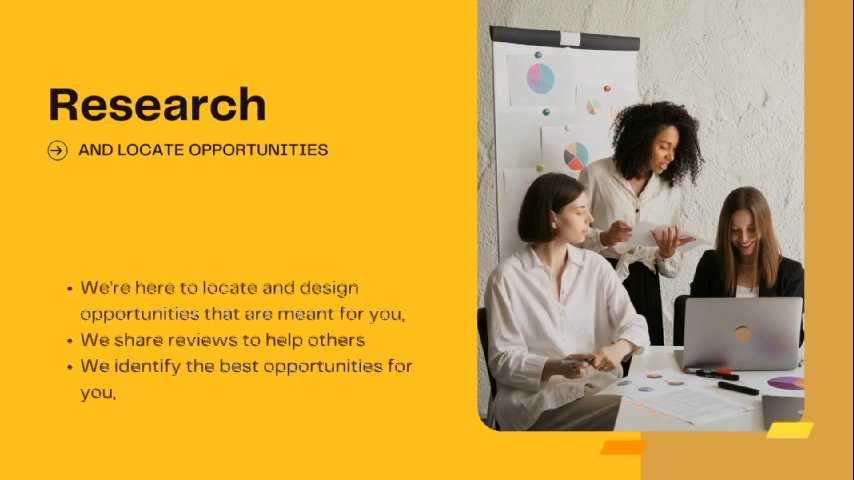 Research
AND LOCATE OPPORTUNITIES
• We're here to locate and design
opportunities that are meant for you,
• We share reviews to help others
• We identify the best opportunities for
you,